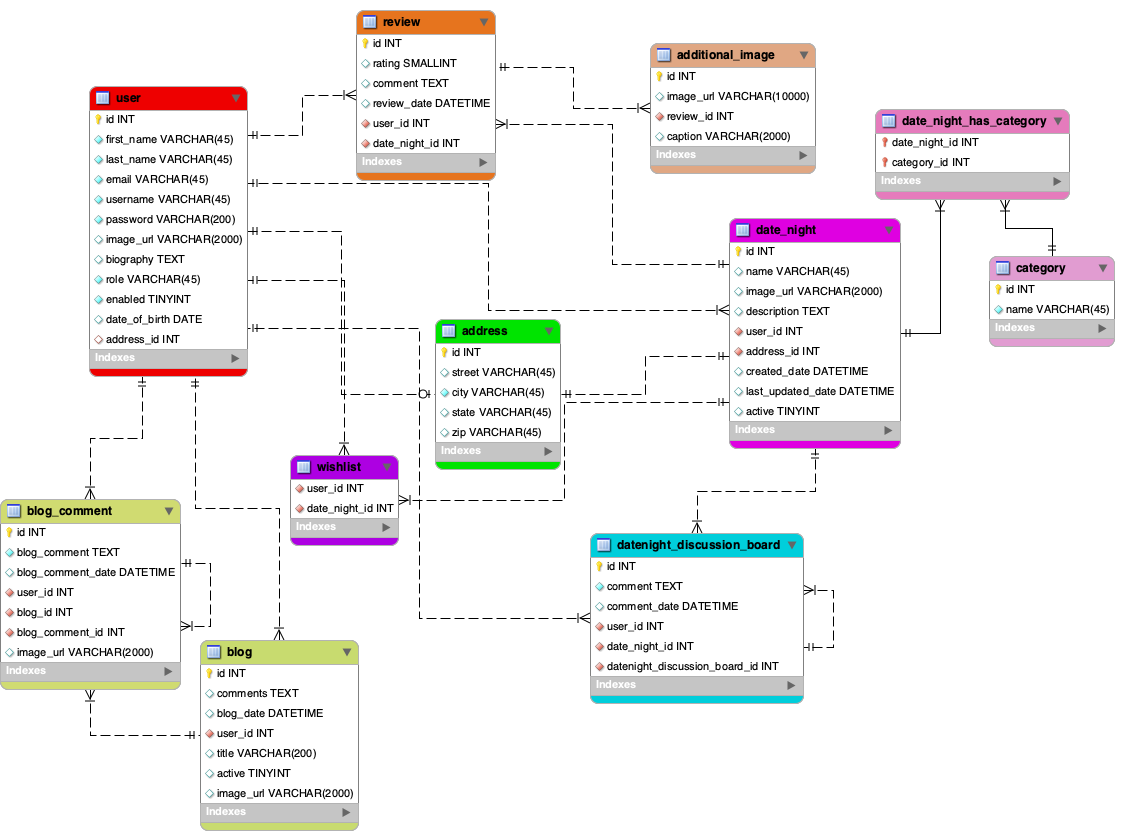 review
id INT
rating SMALLINT
comment TEXT
review_date DATETIME
user_id INT
date_night_id INT
Indexes
additional_image
id INT
image_url VARCHAR(10000)
review_id INT
caption VARCHAR(2000)
Indexes
user
id INT
first_name VARCHAR(45)
last_name VARCHAR(45)
email VARCHAR(45)
username VARCHAR(45)
password VARCHAR(200)
image_url VARCHAR(2000)
biography TEXT
role VARCHAR(45)
enabled TINYINT
date_of_birth DATE
address_id INT
Indexes
date_night_has_category
date_night_id INT
category_id INT
Indexes
date_night
id INT
name VARCHAR(45)
image_url VARCHAR(2000)
description TEXT
user_id INT
address_id INT
created_date DATETIME
last_updated_date DATETIME
active TINYINT
Indexes
category
id INT
name VARCHAR(45)
Indexes
address
id INT
street VARCHAR(45)
city VARCHAR(45)
state VARCHAR(45)
zip VARCHAR(45)
Indexes
wishlist
user_id INT
date_night_id INT
Indexes
blog_comment
id INT
blog_comment TEXT
blog_comment_date DATETIME
user_id INT
blog_id INT
blog_comment_id INT
image_url VARCHAR(2000)
Indexes
datenight_discussion_board
id INT
comment TEXT
comment_date DATETIME
user_id INT
date_night_id INT
datenight_discussion_board_id INT
Indexes
blog
id INT
comments TEXT
blog_date DATETIME
user_id INT
title VARCHAR(200)
active TINYINT
image_url VARCHAR(2000)
Indexes